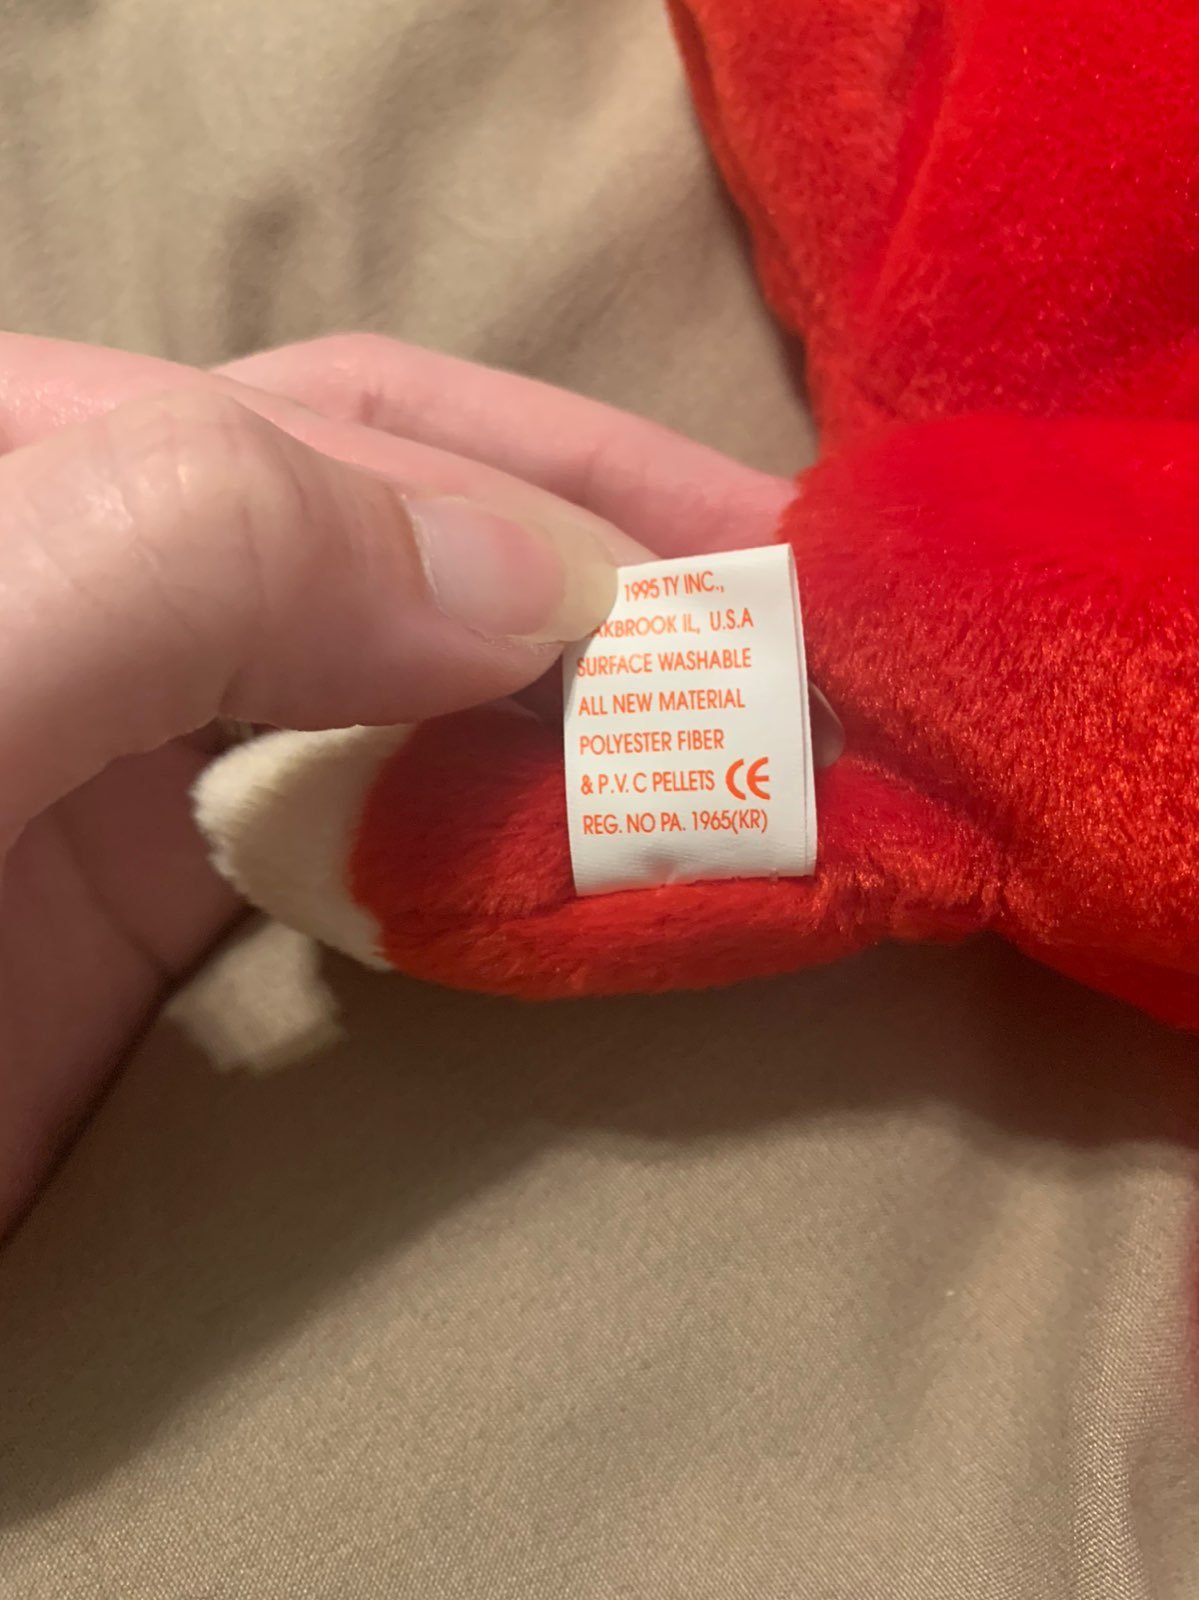 1995 TY INC.,
AKBROOK IL, U.S.A
SURFACE WASHABLE
ALL NEW MATERIAL
POLYESTER FIBER
& P.V. C PELLETS CE
REG. NO PA. 1965(KR)